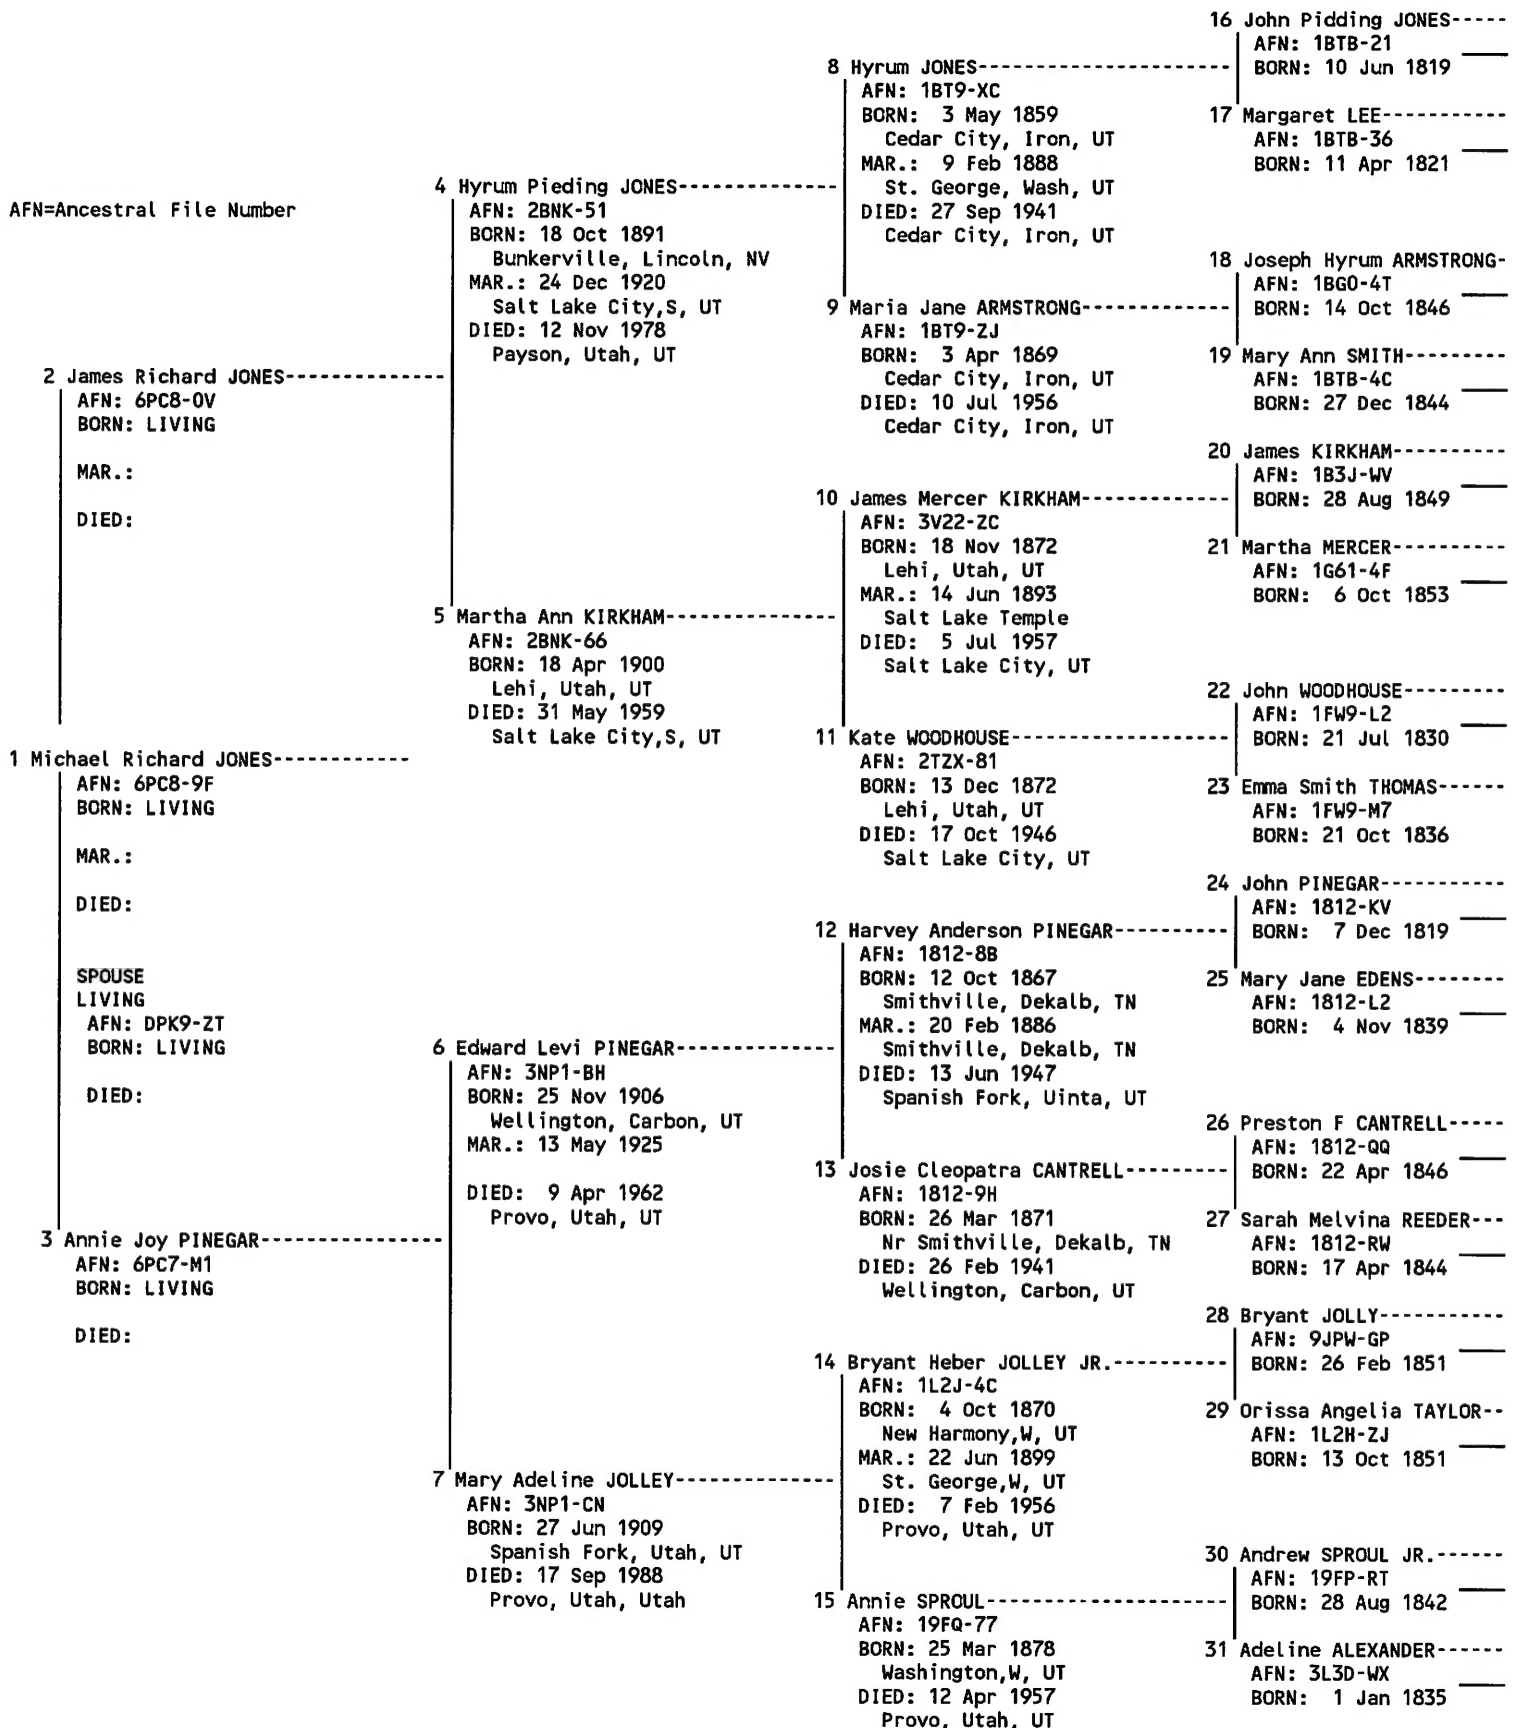 AFN=Ancestral File Number
1 Michael Richard JONES------------
AFN: 6PC8-9F
BORN: LIVING
MAR.:
DIED:
SPOUSE
LIVING
AFN: DPK9-ZT
BORN: LIVING
DIED:
2 James Richard JONES--------------
AFN: 6PC8-0V
BORN: LIVING
MAR.:
DIED:
3 Annie Joy PINEGAR----------------
AFN: 6PC7-M1
BORN: LIVING
DIED:
4 Hyrum Pieding JONES--------------
AFN: 2BNK-51
BORN: 18 Oct 1891
Bunkerville, Lincoln, NV
MAR.: 24 Dec 1920
Salt Lake City,S, UT
DIED: 12 Nov 1978
Payson, Utah, UT
5 Martha Ann KIRKHAM---------------
AFN: 2BNK-66
BORN: 18 Apr 1900
Lehi, Utah, UT
DIED: 31 May 1959
Salt Lake City,S, UT
6 Edward Levi PINEGAR--------------
AFN: 3NP1-BH
BORN: 25 Nov 1906
Wellington, Carbon, UT
MAR.: 13 May 1925
DIED:  9 Apr 1962
Provo, Utah, UT
7 Mary Adeline JOLLEY--------------
AFN: 3NP1-CN
BORN: 27 Jun 1909
Spanish Fork, Utah, UT
DIED: 17 Sep 1988
Provo, Utah, Utah
8 Hyrum JONES----------------------
AFN: 1BT9-XC
BORN:  3 May 1859
Cedar City, Iron, UT
MAR.:  9 Feb 1888
St. George, Wash, UT
DIED: 27 Sep 1941
Cedar City, Iron, UT
9 Maria Jane ARMSTRONG-------------
AFN: 1BT9-ZJ
BORN:  3 Apr 1869
Cedar City, Iron, UT
DIED: 10 Jul 1956
Cedar City, Iron, UT
10 James Mercer KIRKHAM-------------
AFN: 3V22-ZC
BORN: 18 Nov 1872
Lehi, Utah, UT
MAR.: 14 Jun 1893
Salt Lake Temple
DIED:  5 Jul 1957
Salt Lake City, UT
11 Kate WOODHOUSE-------------------
AFN: 2TZX-81
BORN: 13 Dec 1872
Lehi, Utah, UT
DIED: 17 Oct 1946
Salt Lake City, UT
12 Harvey Anderson PINEGAR----------
AFN: 1812-8B
BORN: 12 Oct 1867
Smithville, Dekalb, TN
MAR.: 20 Feb 1886
Smithville, Dekalb, TN
DIED: 13 Jun 1947
Spanish Fork, Uinta, UT
13 Josie Cleopatra CANTRELL---------
AFN: 1812-9H
BORN: 26 Mar 1871
Nr Smithville, Dekalb, TN
DIED: 26 Feb 1941
Wellington, Carbon, UT
14 Bryant Heber JOLLEY JR.----------
AFN: 1L2J-4C
BORN:  4 Oct 1870
New Harmony,W, UT
MAR.: 22 Jun 1899
St. George,W, UT
DIED:  7 Feb 1956
Provo, Utah, UT
15 Annie SPROUL---------------------
AFN: 19FQ-77
BORN: 25 Mar 1878
Washington,W, UT
DIED: 12 Apr 1957
Provo, Utah, UT
16 John Pidding JONES-----
AFN: 1BTB-21
BORN: 10 Jun 1819
17 Margaret LEE-----------
AFN: 1BTB-36
BORN: 11 Apr 1821
18 Joseph Hyrum ARMSTRONG-
AFN: 1BG0-4T
BORN: 14 Oct 1846
19 Mary Ann SMITH---------
AFN: 1BTB-4C
BORN: 27 Dec 1844
20 James KIRKHAM----------
AFN: 1B3J-WV
BORN: 28 Aug 1849
21 Martha MERCER----------
AFN: 1G61-4F
BORN:  6 Oct 1853
22 John WOODHOUSE---------
AFN: 1FW9-L2
BORN: 21 Jul 1830
23 Emma Smith THOMAS------
AFN: 1FW9-M7
BORN: 21 Oct 1836
24 John PINEGAR-----------
AFN: 1812-KV
BORN:  7 Dec 1819
25 Mary Jane EDENS--------
AFN: 1812-L2
BORN:  4 Nov 1839
26 Preston F CANTRELL-----
AFN: 1812-QQ
BORN: 22 Apr 1846
27 Sarah Melvina REEDER---
AFN: 1812-RW
BORN: 17 Apr 1844
28 Bryant JOLLY-----------
AFN: 9JPW-GP
BORN: 26 Feb 1851
29 Orissa Angelia TAYLOR--
AFN: 1L2H-ZJ
BORN: 13 Oct 1851
30 Andrew SPROUL JR.------
AFN: 19FP-RT
BORN: 28 Aug 1842
31 Adeline ALEXANDER------
AFN: 3L3D-WX
BORN:  1 Jan 1835